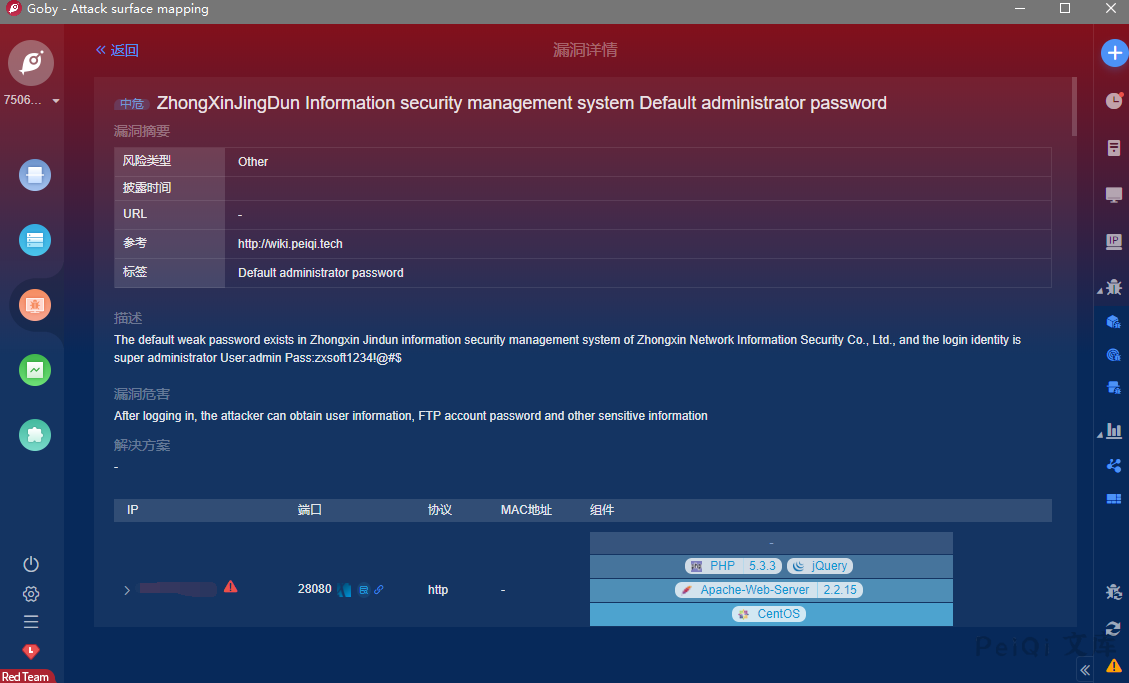 Goby - Attack surface mapping
返回
漏洞详情
7506...
中危 ZhongXinJingDun Information security management system Default administrator password
漏洞摘要
风险类型 Other
披露时间
URL -
参考 http://wiki.peiqi.tech
标签 Default administrator password
描述
The default weak password exists in Zhongxin Jindun information security management system of Zhongxin Network Information Security Co., Ltd., and the login identity is
super administrator User:admin Pass:zxsoft1234!@#$
漏洞危害
After logging in, the attacker can obtain user information, FTP account password and other sensitive information
解决方案
-
IP 端口 协议 MAC地址 组件
-
PHP 5.3.3 jQuery
28080 http -
Apache-Web-Server 2.2.15
CentOS
PeiQi 文库
Red Team
IP